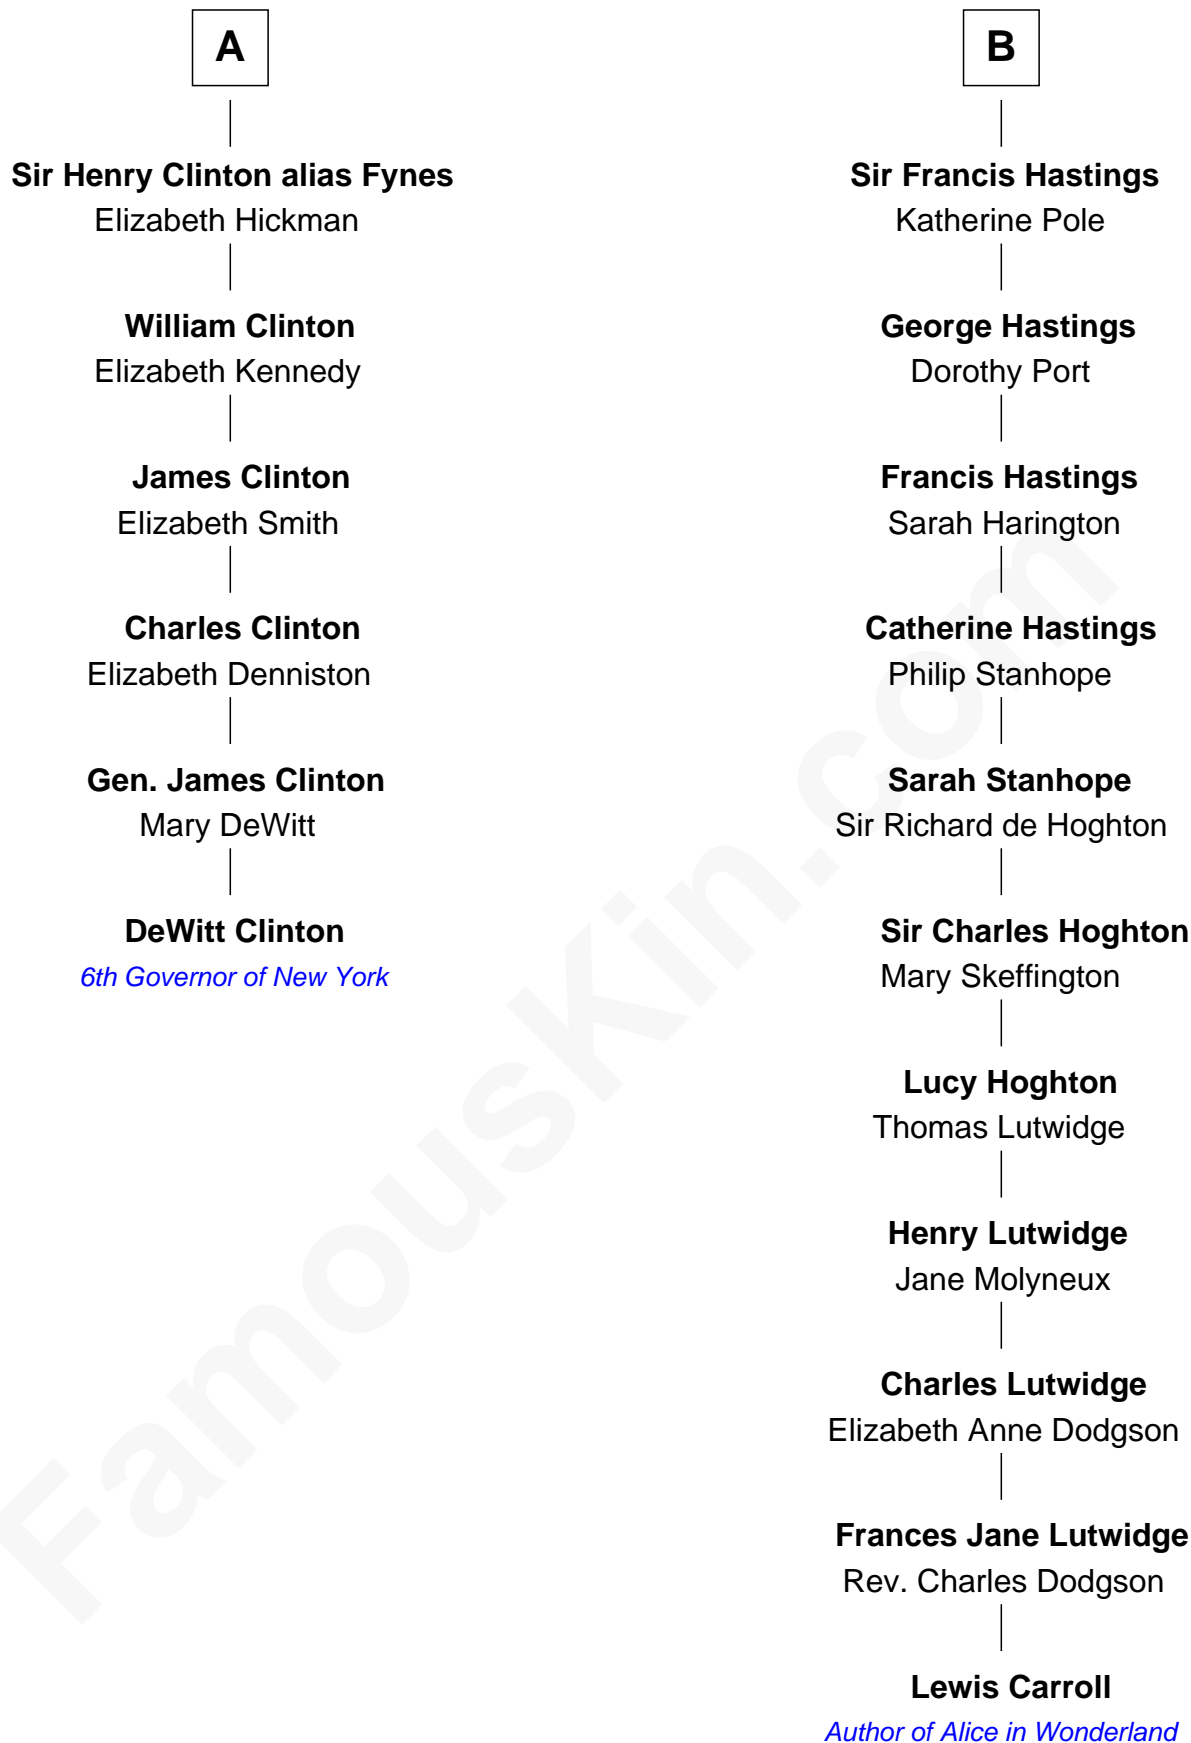 A
Sir Henry Clinton alias Fynes
Elizabeth Hickman
William Clinton
Elizabeth Kennedy
James Clinton
Elizabeth Smith
Charles Clinton
Elizabeth Denniston
Gen. James Clinton
Mary DeWitt
DeWitt Clinton
6th Governor of New York
B
Sir Francis Hastings
Katherine Pole
George Hastings
Dorothy Port
Francis Hastings
Sarah Harington
Catherine Hastings
Philip Stanhope
Sarah Stanhope
Sir Richard de Hoghton
Sir Charles Hoghton
Mary Skeffington
Lucy Hoghton
Thomas Lutwidge
Henry Lutwidge
Jane Molyneux
Charles Lutwidge
Elizabeth Anne Dodgson
Frances Jane Lutwidge
Rev. Charles Dodgson
Lewis Carroll
Author of Alice in Wonderland
FamousKin.com